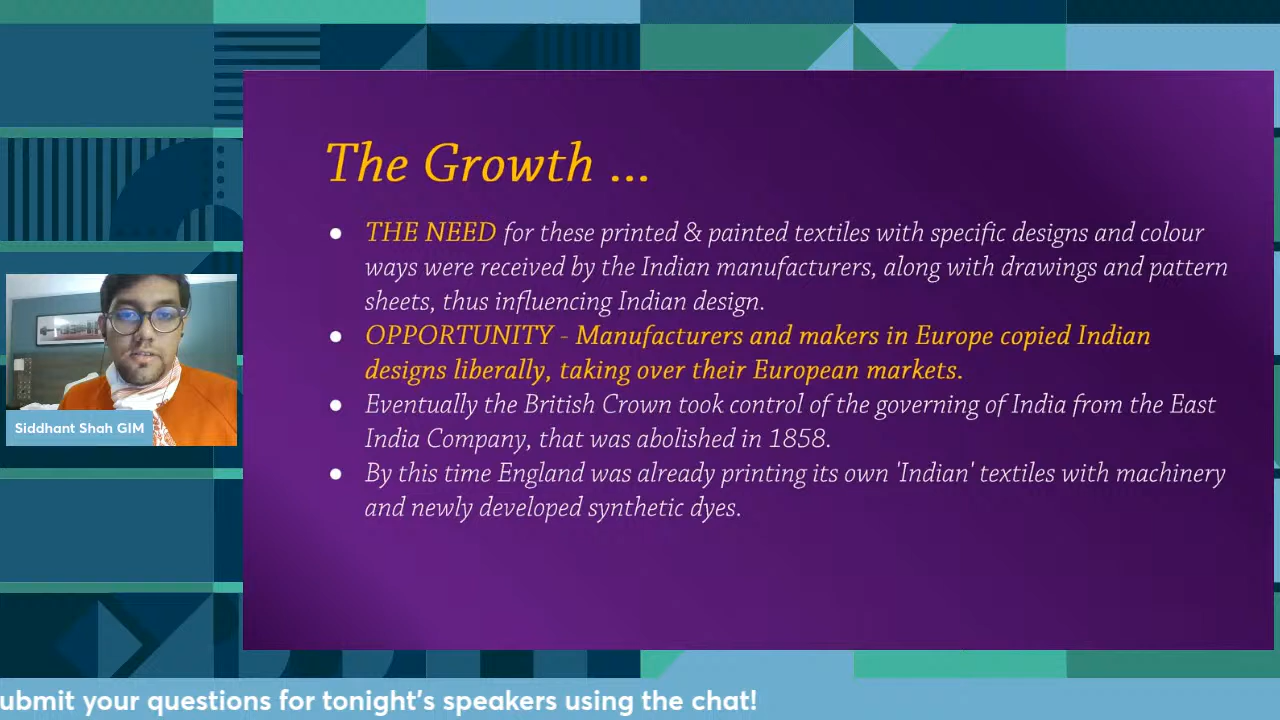 The Growth ...
THE NEED for these printed & painted textiles with specific designs and colour
ways were received by the Indian manufacturers, along with drawings and pattern
sheets, thus influencing Indian design.
OPPORTUNITY - Manufacturers and makers in Europe copied Indian
designs liberally, taking over their European markets.
Eventually the British Crown took control of the governing of India from the East
India Company, that was abolished in 1858.
By this time England was already printing its own 'Indian' textiles with machinery
and newly developed synthetic dyes.
Siddhant Shah GIM
ubmit your questions for tonight's speakers using the chat!